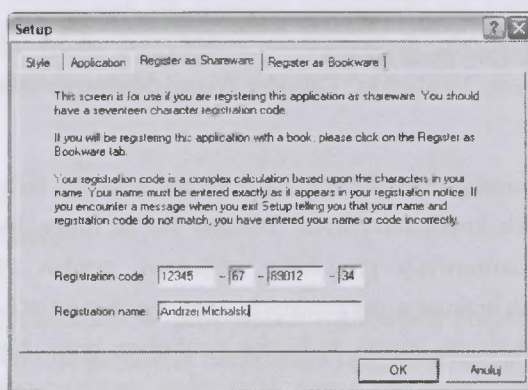 Setup
Style Application Register as Shareware Register as Bookware
This screen is for use if you are registering this application as shareware. You should
have a seventeen character registration code.
If you will be registering this application with a book, please click on the Register as
Bookware tab.
Your registration code is a complex calculation based upon the characters in your
name. Your name must be entered exactly as it appears in your registration notice. If
you encounter a message when you exit Setup telling you that your name and
registration code do not match, you have entered your name or code incorrectly.
Registration code 12345 - 67 - 89012 - 34
Registration name Andrzej Michalski
OK Anuluj